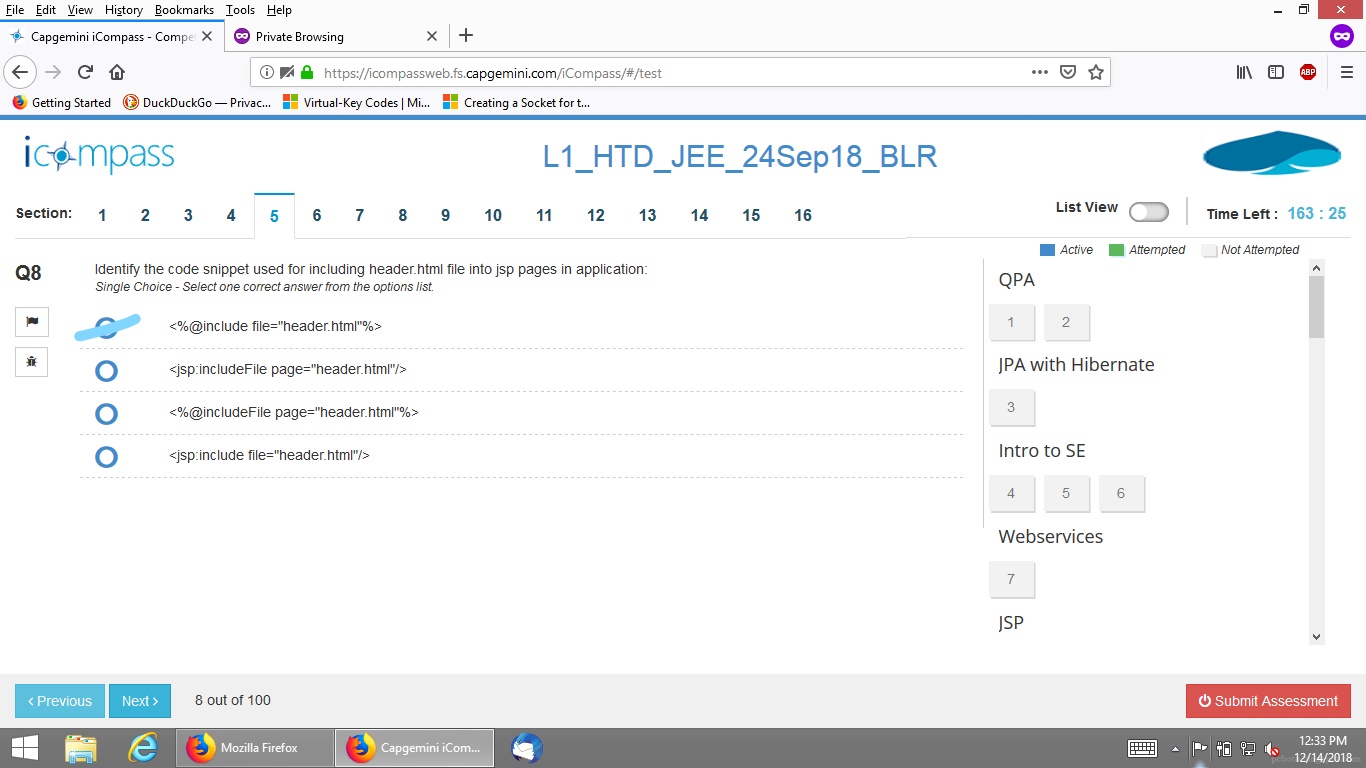 File Edit View History Bookmarks Tools Help
Capgemini iCompass - Compe
Private Browsing
https://icompassweb.fs.capgemini.com/iCompass/#/test
ABP
Getting Started
DuckDuckGo — Privac...
Virtual-Key Codes | Mi...
Creating a Socket for t...
icompass
L1_HTD_JEE_24Sep18_BLR
Section: 1 2 3 4 5 6 7 8 9 10 11 12 13 14 15 16
List View
Time Left : 163 : 25
Active Attempted Not Attempted
Q8
Identify the code snippet used for including header.html file into jsp pages in application:
Single Choice - Select one correct answer from the options list.
<%@include file="header.html"%>
<jsp:includeFile page="header.html"/>
<%@includeFile page="header.html"%>
<jsp:include file="header.html"/>
QPA
1 2
JPA with Hibernate
3
Intro to SE
4 5 6
Webservices
7
JSP
Previous
Next
8 out of 100
Submit Assessment
Mozilla Firefox
Capgemini iCom...
12:33 PM
12/14/2018